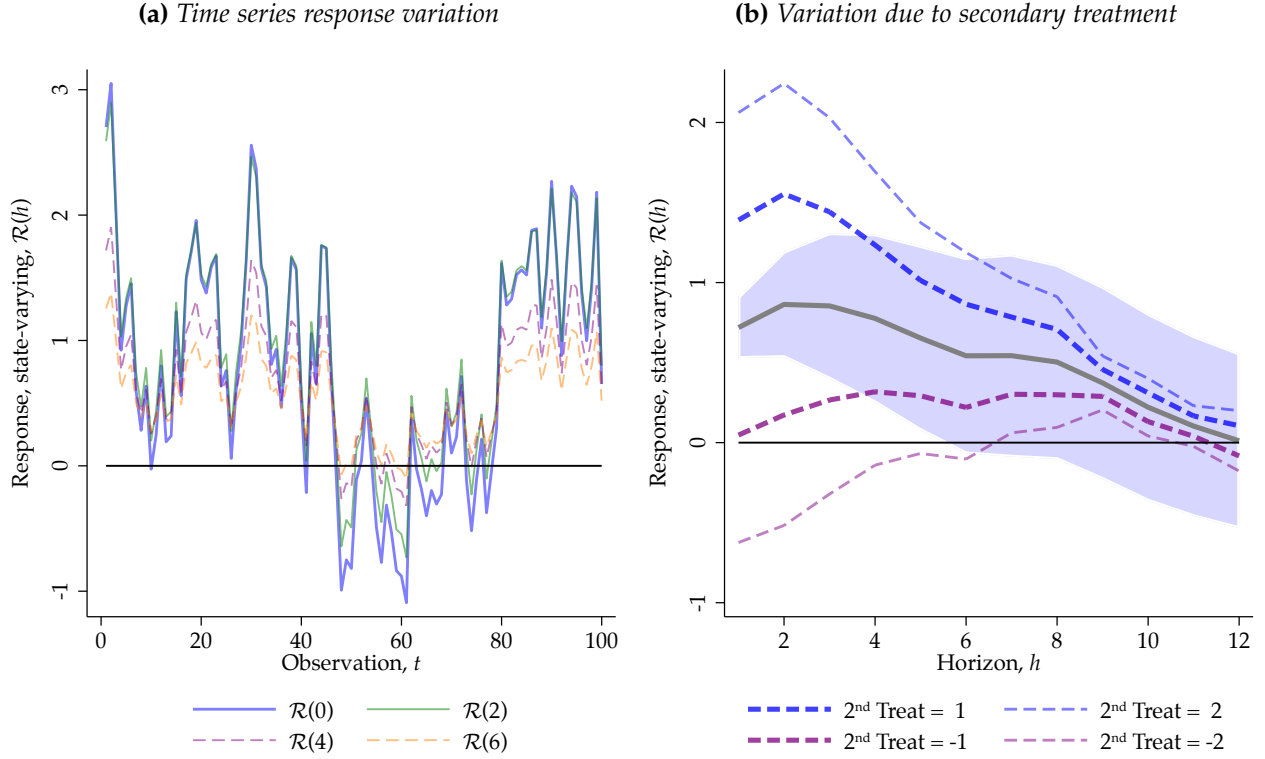 (a) Time series response variation
Response, state-varying, R(h)
3
2
1
0
-1
0 20 40 60 80 100
Observation, t
R(0) R(2)
R(4) R(6)
(b) Variation due to secondary treatment
Response, state-varying, R(h)
2
1
0
-1
2 4 6 8 10 12
Horizon, h
2nd Treat = 1 2nd Treat = 2
2nd Treat = -1 2nd Treat = -2